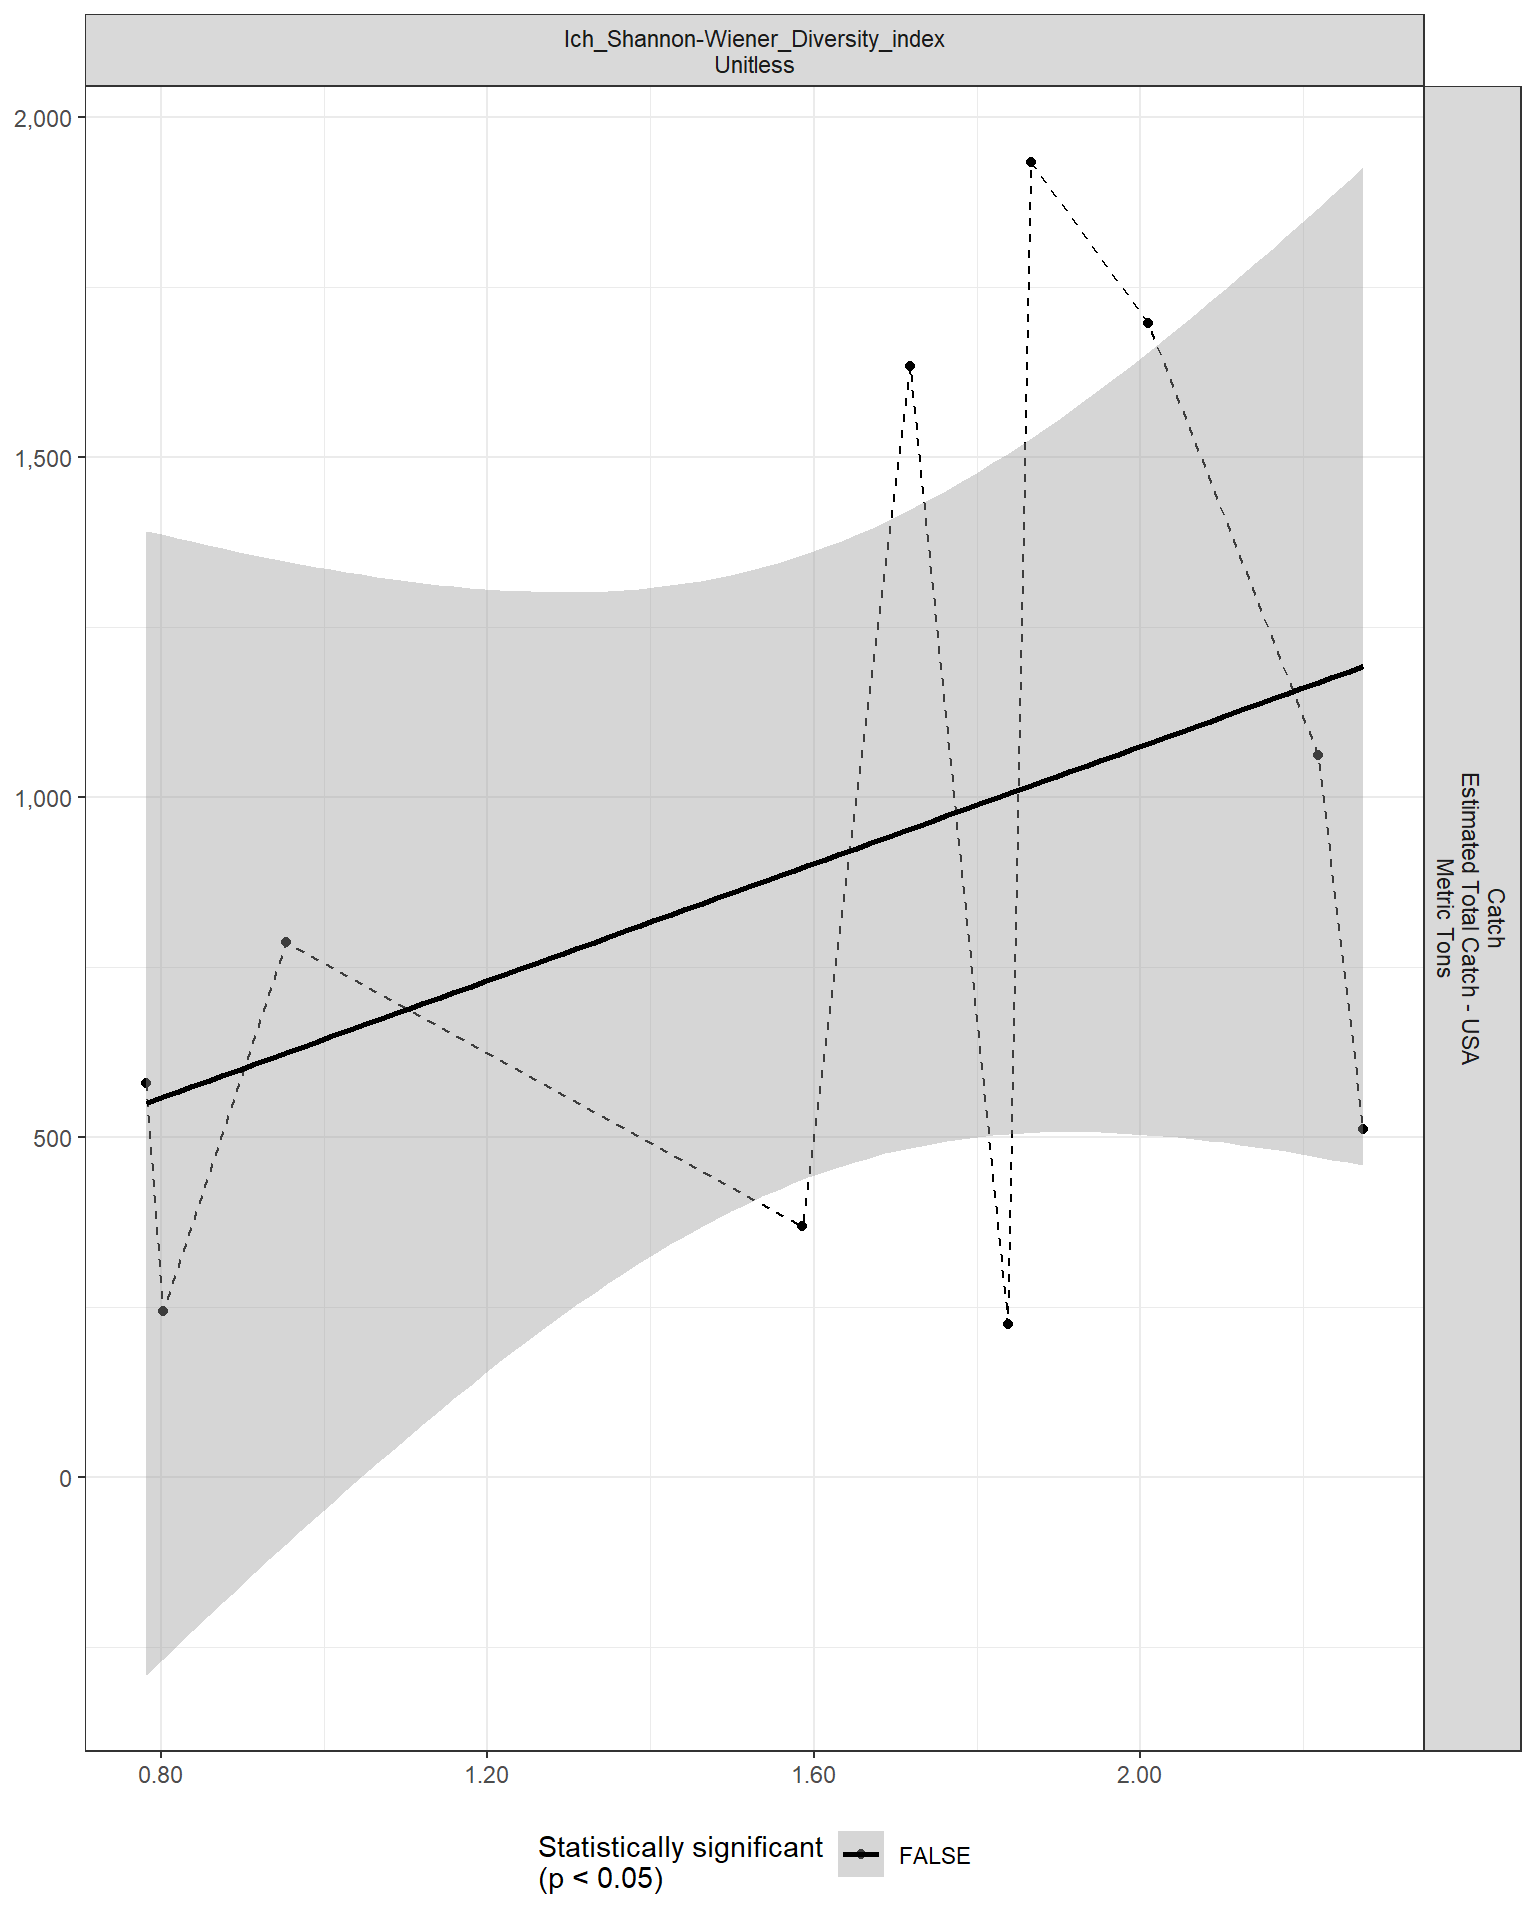 Ich_Shannon-Wiener_Diversity_index
Unitless
2,000
1,500
1,000
500
0
Catch
Estimated Total Catch - USA
Metric Tons
0.80
1.20
1.60
2.00
Statistically significant
(p < 0.05)
FALSE